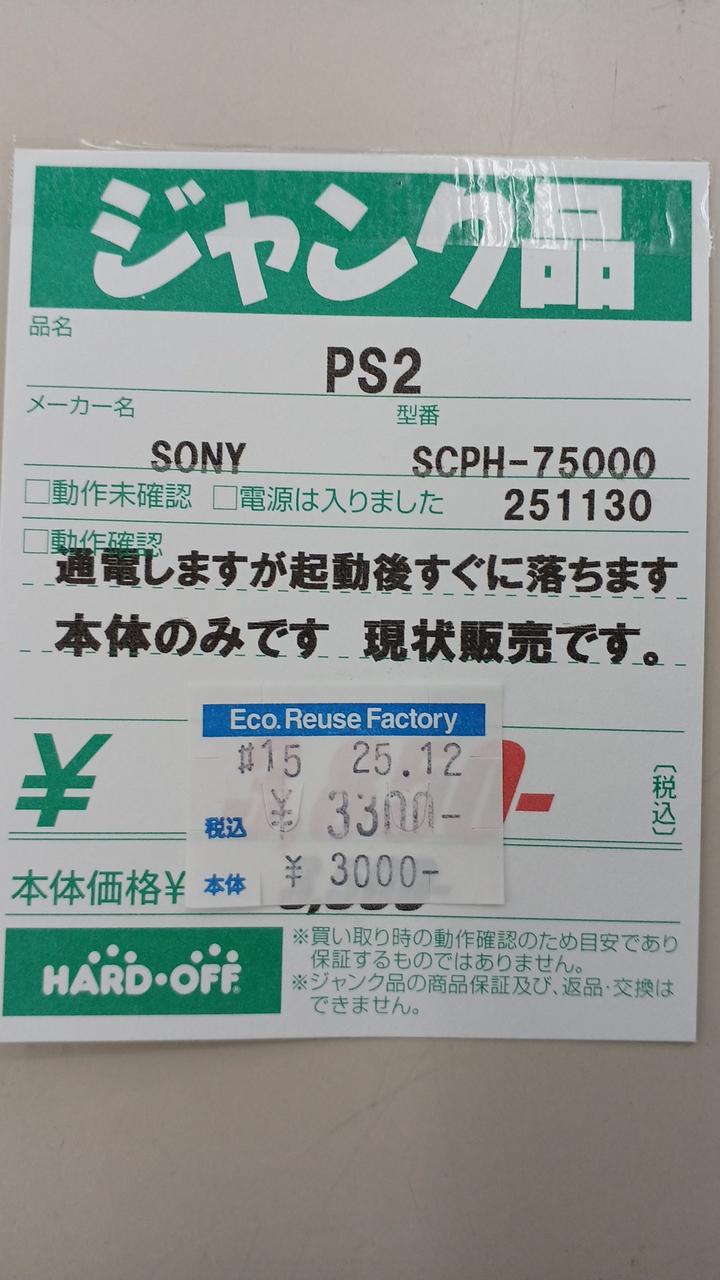 ジャンク品
品名
PS2
メーカー名 型番
SONY SCPH-75000
□動作未確認 □電源は入りました 251130
□動作確認
通電しますが起動後すぐに落ちます
本体のみです 現状販売です。
Eco.Reuse Factory
#15 25.12
¥ 税込 ¥ 3300- 〔税込〕
本体価格¥ 本体 ¥ 3000-
HARD・OFF
※買い取り時の動作確認のため目安であり
保証するものではありません。
※ジャンク品の商品保証及び、返品・交換は
できません。